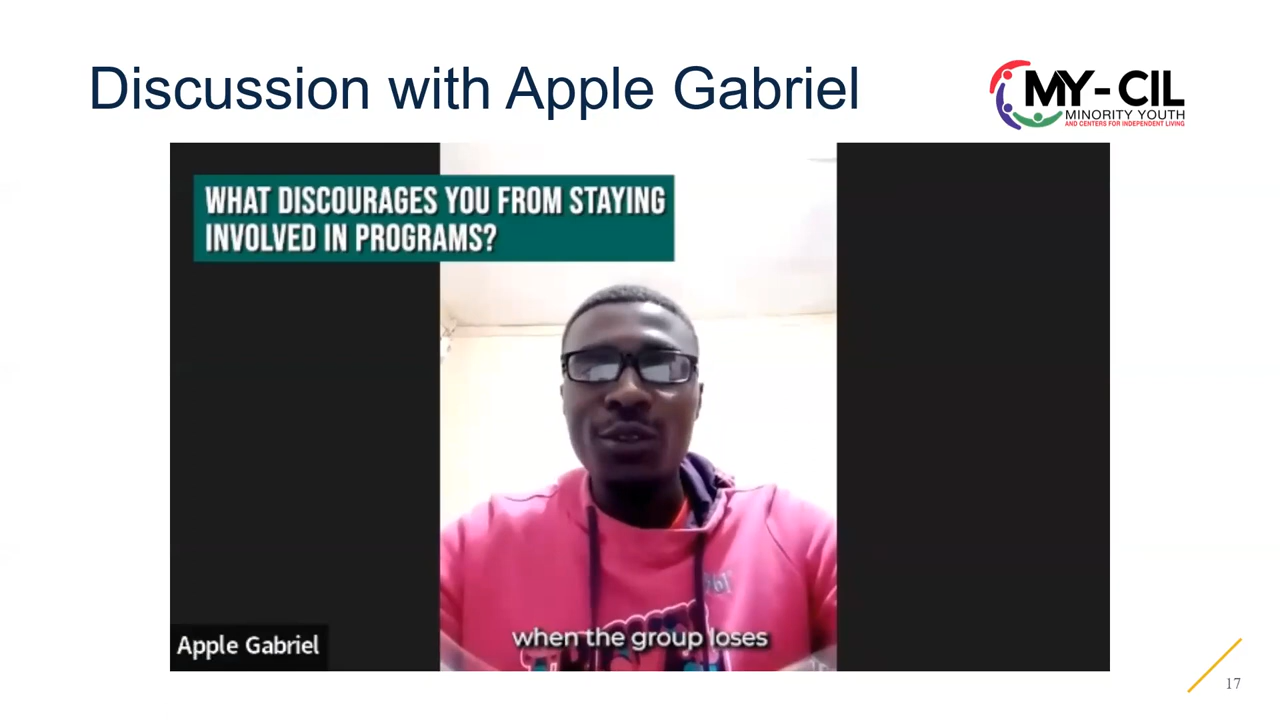 Discussion with Apple Gabriel
MY-CIL
MINORITY YOUTH
AND CENTERS FOR INDEPENDENT LIVING
WHAT DISCOURAGES YOU FROM STAYING
INVOLVED IN PROGRAMS?
when the group loses
Apple Gabriel
17